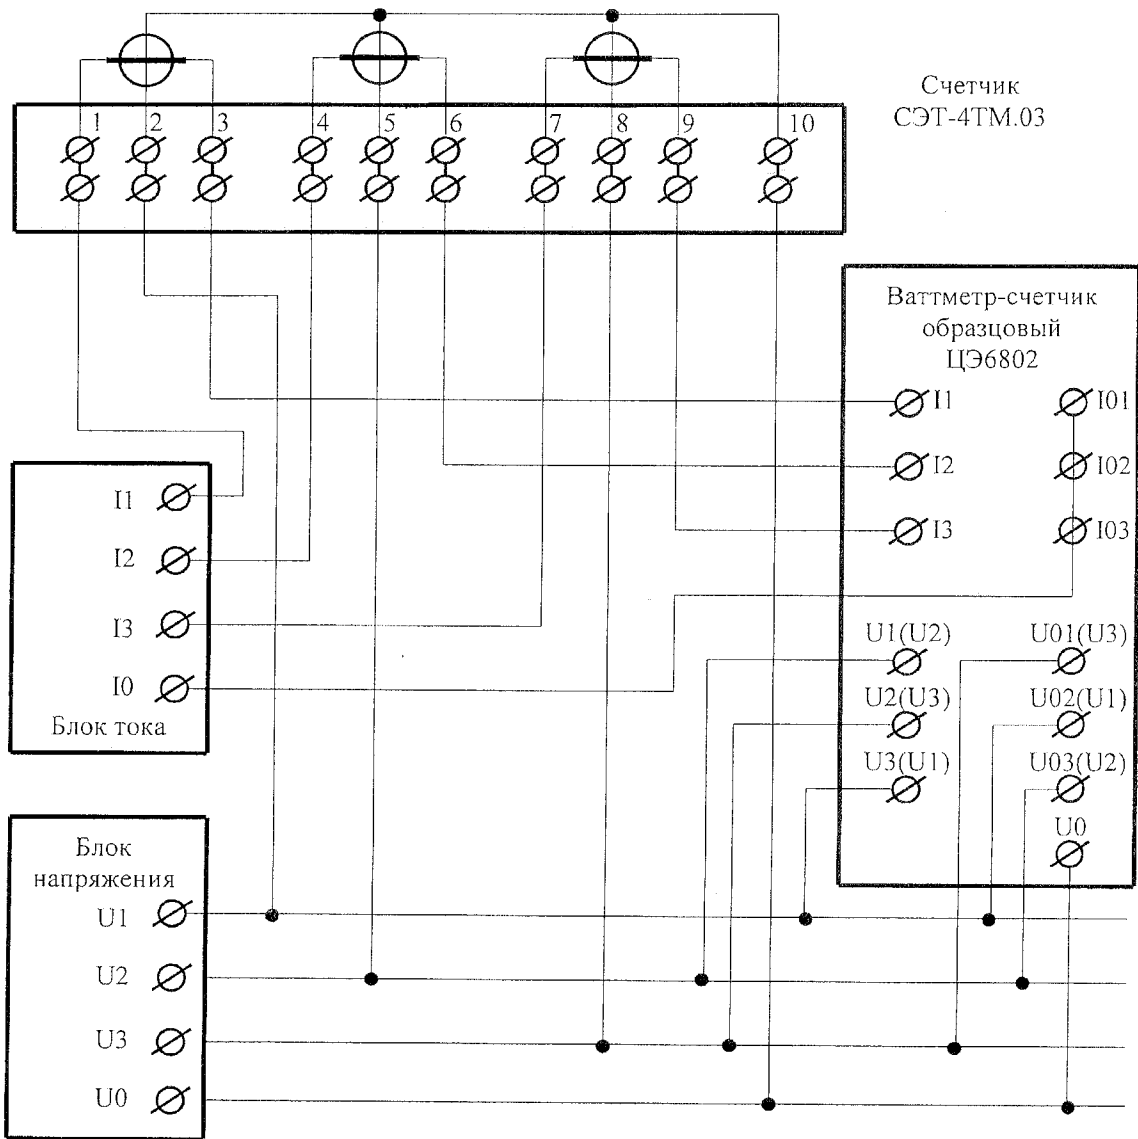 Счетчик
СЭТ-4ТМ.03
1 2 3 4 5 6 7 8 9 10
Ваттметр-счетчик
образцовый
ЦЭ6802
I1 I01
I2 I02
I3 I03
U1(U2) U01(U3)
U2(U3) U02(U1)
U3(U1) U03(U2)
U0
I1
I2
I3
I0
Блок тока
Блок
напряжения
U1
U2
U3
U0